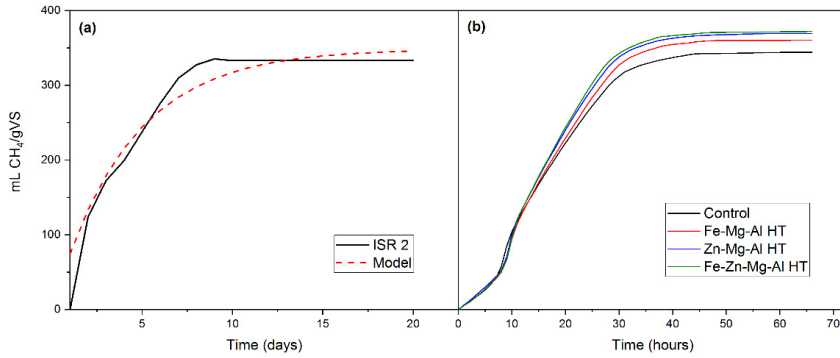 (a)
mL CH₄/gVS
400
300
200
100
0
5
10
15
20
Time (days)
ISR 2
Model
(b)
0
10
20
30
40
50
60
70
Time (hours)
Control
Fe-Mg-Al HT
Zn-Mg-Al HT
Fe-Zn-Mg-Al HT